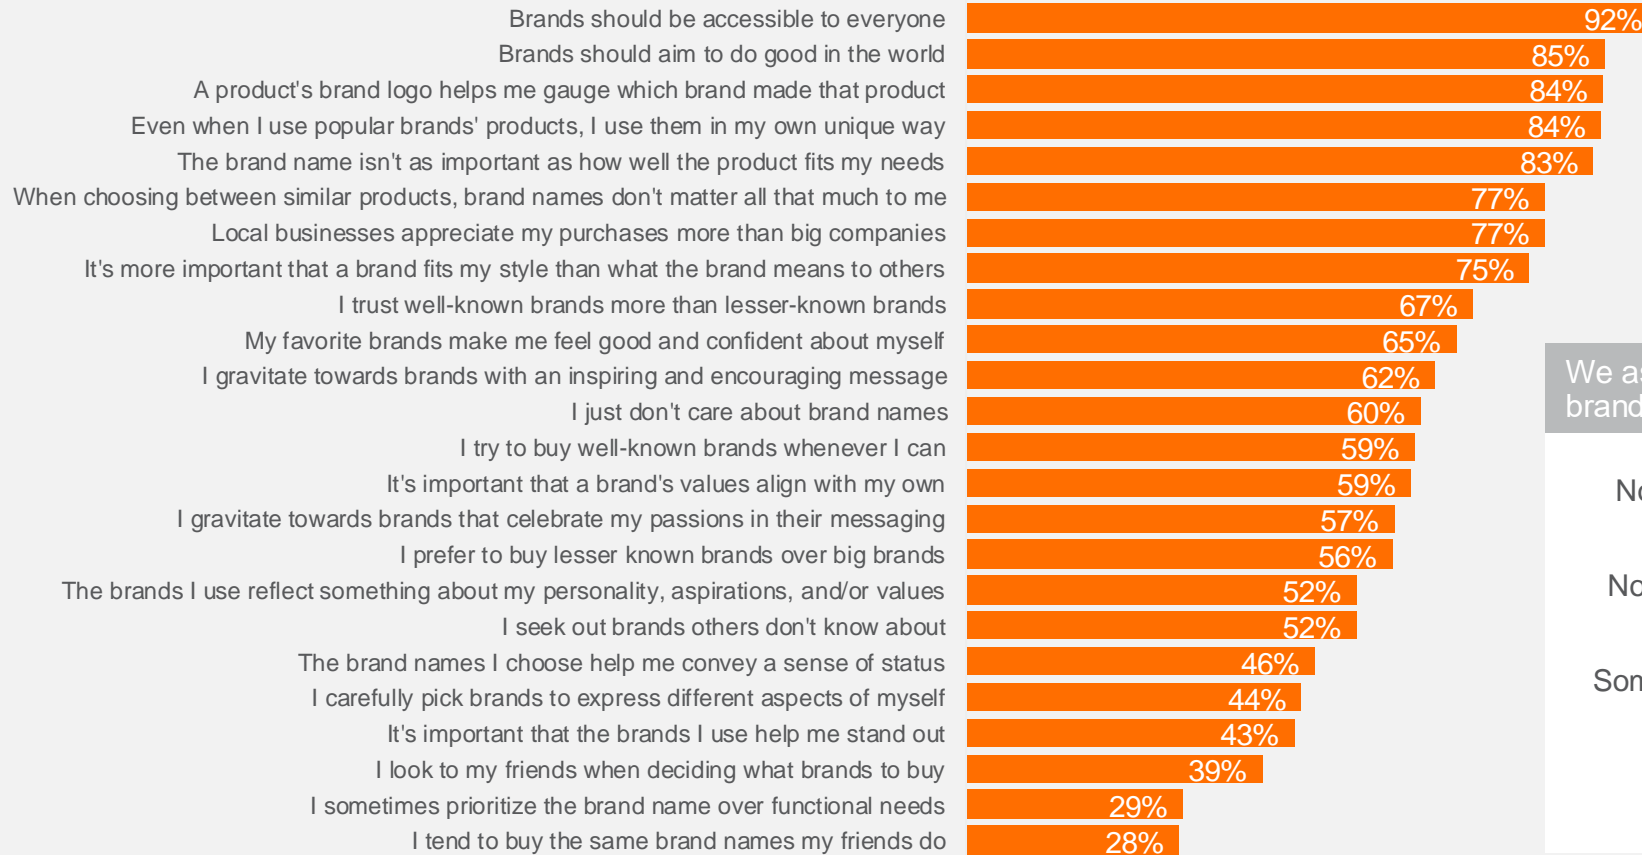 Brands should be accessible to everyone 92%
Brands should aim to do good in the world 85%
A product's brand logo helps me gauge which brand made that product 84%
Even when I use popular brands' products, I use them in my own unique way 84%
The brand name isn't as important as how well the product fits my needs 83%
When choosing between similar products, brand names don't matter all that much to me 77%
Local businesses appreciate my purchases more than big companies 77%
It's more important that a brand fits my style than what the brand means to others 75%
I trust well-known brands more than lesser-known brands 67%
My favorite brands make me feel good and confident about myself 65%
I gravitate towards brands with an inspiring and encouraging message 62%
I just don't care about brand names 60%
I try to buy well-known brands whenever I can 59%
It's important that a brand's values align with my own 59%
I gravitate towards brands that celebrate my passions in their messaging 57%
I prefer to buy lesser known brands over big brands 56%
The brands I use reflect something about my personality, aspirations, and/or values 52%
I seek out brands others don't know about 52%
The brand names I choose help me convey a sense of status 46%
I carefully pick brands to express different aspects of myself 44%
It's important that the brands I use help me stand out 43%
I look to my friends when deciding what brands to buy 39%
I sometimes prioritize the brand name over functional needs 29%
I tend to buy the same brand names my friends do 28%
We